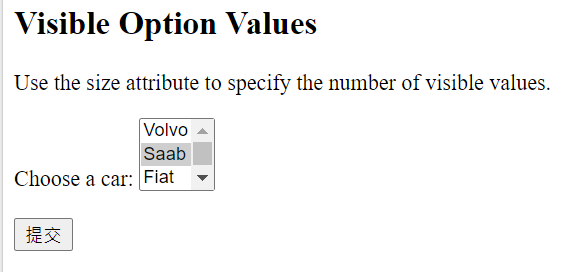 Visible Option Values
Use the size attribute to specify the number of visible values.
Volvo
Saab
Choose a car: Fiat
提交